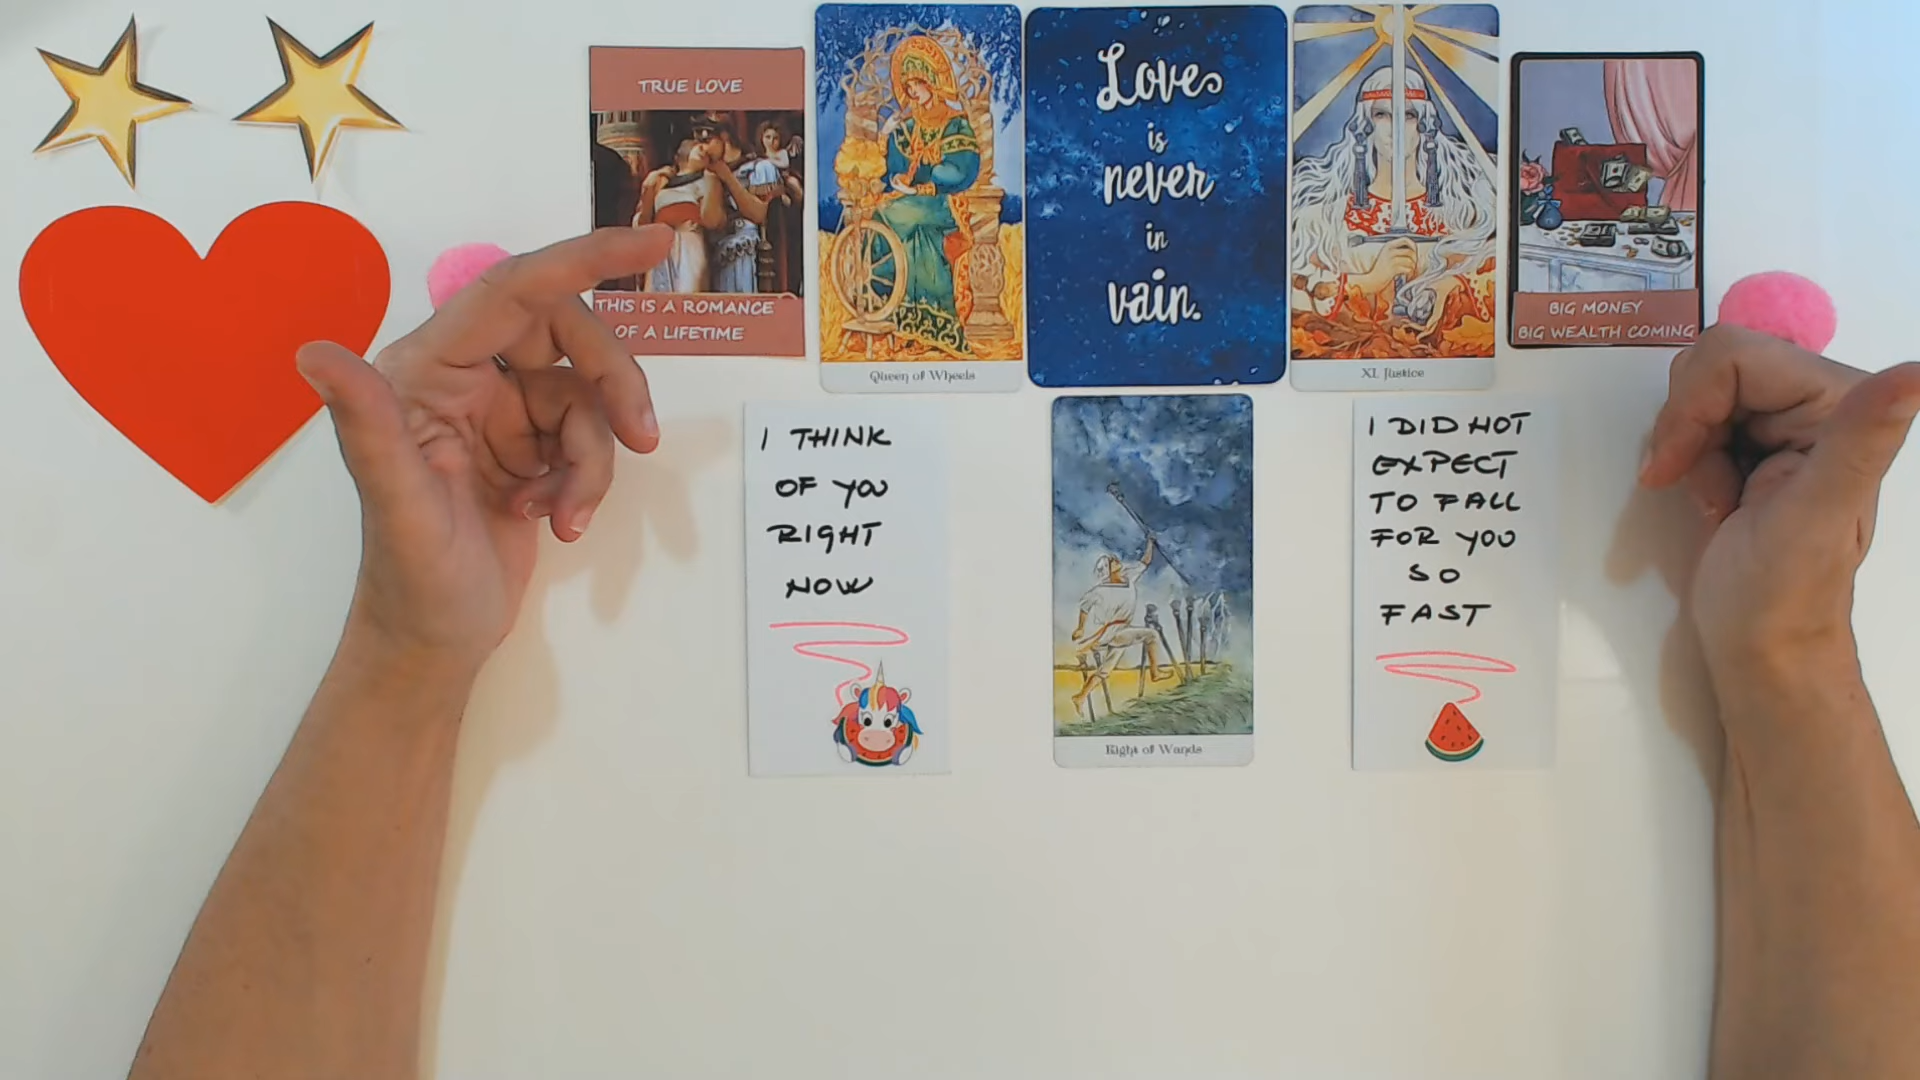 TRUE LOVE
THIS IS A ROMANCE
OF A LIFETIME
Queen of Wheels
Love
is
never
in
vain.
XI. Justice
BIG MONEY
BIG WEALTH COMING
I THINK
OF YOU
RIGHT
NOW
Eight of Wands
I DID NOT
EXPECT
TO FALL
FOR YOU
SO
FAST